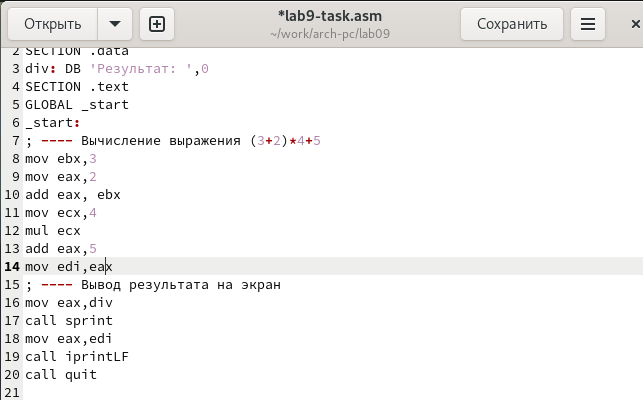 Открыть
*lab9-task.asm
~/work/arch-pc/lab09
Сохранить
2 SECTION .data
3 div: DB 'Результат: ',0
4 SECTION .text
5 GLOBAL _start
6 _start:
7 ; ---- Вычисление выражения (3+2)*4+5
8 mov ebx,3
9 mov eax,2
10 add eax, ebx
11 mov ecx,4
12 mul ecx
13 add eax,5
14 mov edi,eax
15 ; ---- Вывод результата на экран
16 mov eax,div
17 call sprint
18 mov eax,edi
19 call iprintLF
20 call quit
21